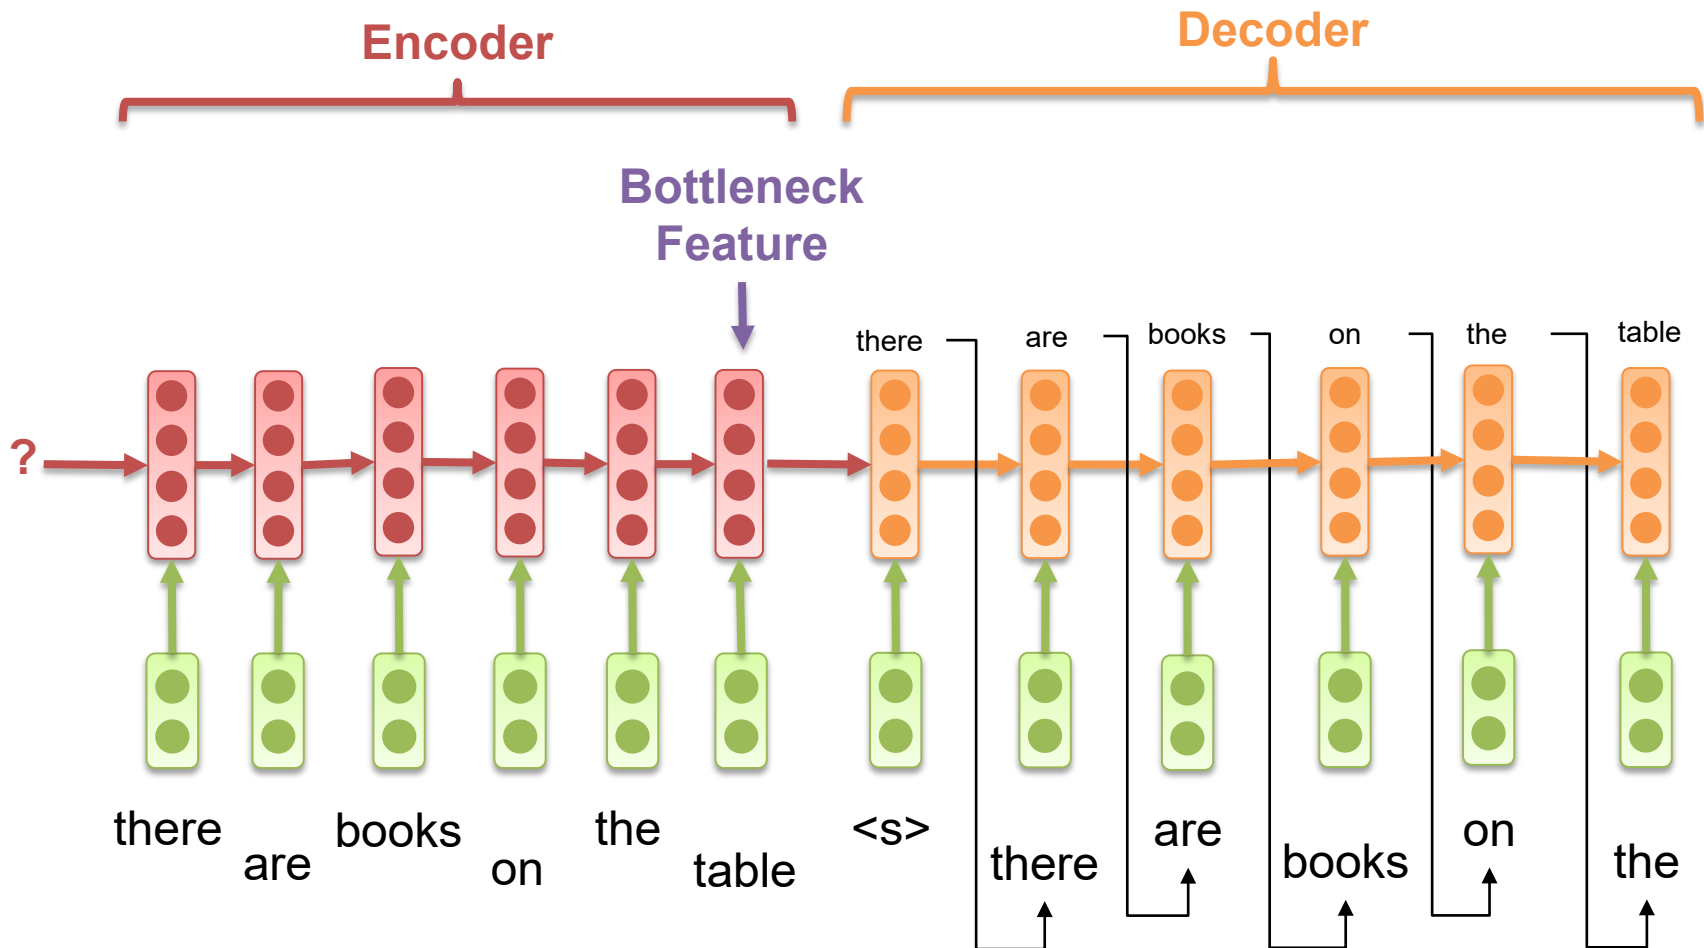 Encoder
Decoder
Bottleneck
Feature
there are books on the table
?
there are books on the table <s> there are books on the